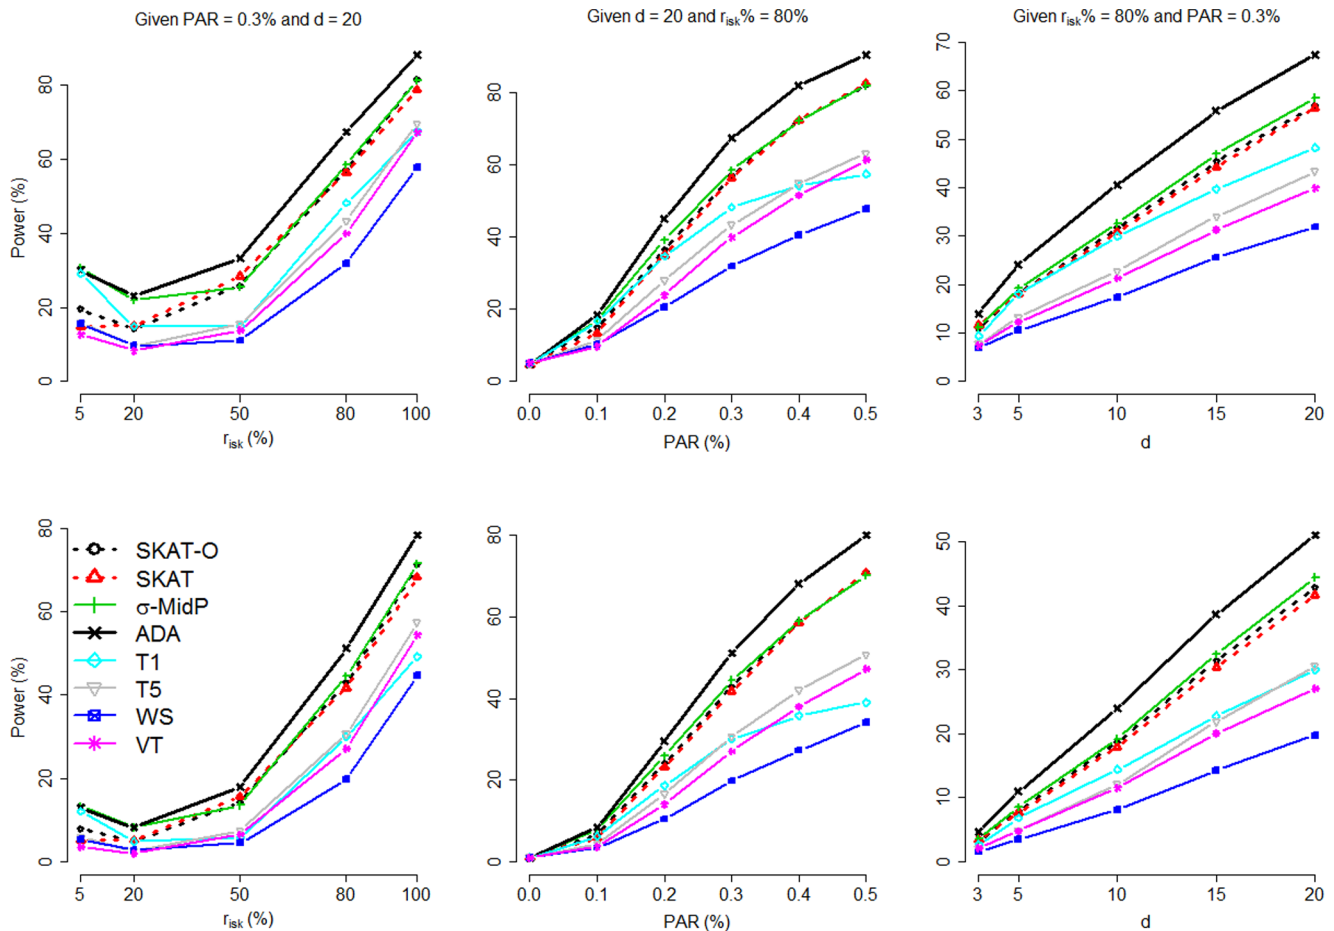 Given PAR = 0.3% and d = 20
Given d = 20 and risk% = 80%
Given risk% = 80% and PAR = 0.3%
Power (%)
0 20 40 60 80
5 20 50 80 100
risk (%)
0 20 40 60 80
0.0 0.1 0.2 0.3 0.4 0.5
PAR (%)
0 10 20 30 40 50 60 70
3 5 10 15 20
d
Power (%)
0 20 40 60 80
SKAT-O
SKAT
σ-MidP
ADA
T1
T5
WS
VT
5 20 50 80 100
risk (%)
0 20 40 60 80
0.0 0.1 0.2 0.3 0.4 0.5
PAR (%)
0 10 20 30 40 50
3 5 10 15 20
d